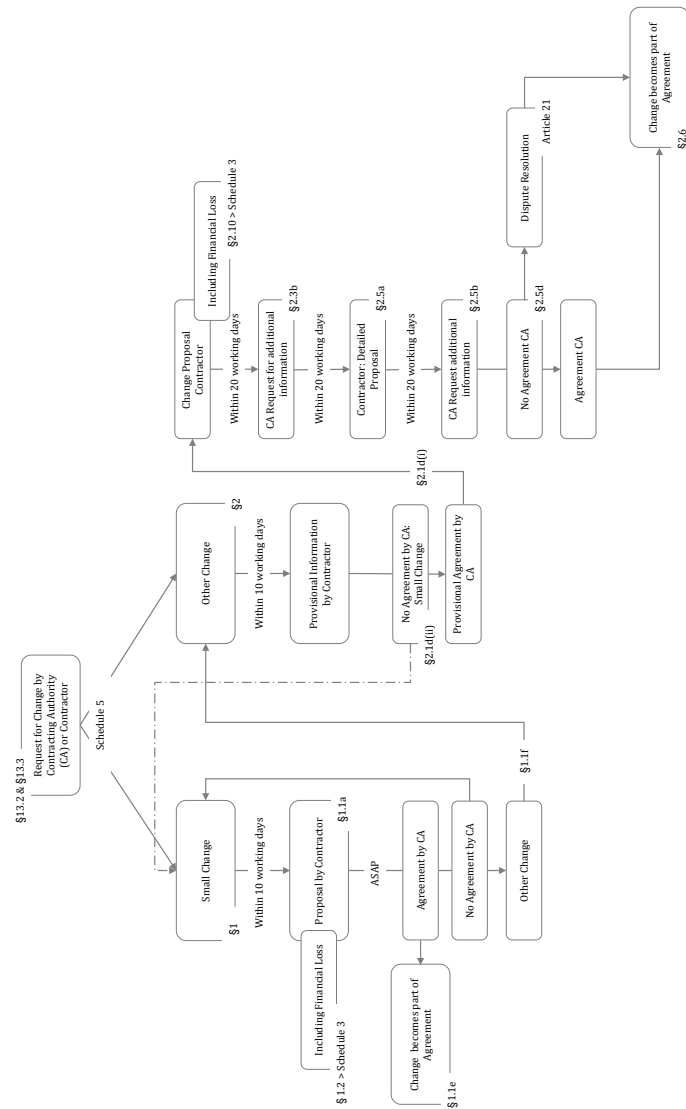 §13.2 & §13.3
Request for Change by
Contracting Authority
(CA) or Contractor
Schedule 5
Small Change
§1
Within 10 working days
Proposal by Contractor
§1.1a
Including Financial Loss
§ 1.2 > Schedule 3
ASAP
Agreement by CA
Change becomes part of
Agreement
§1.1e
No Agreement by CA
Other Change
§1.1f
Other Change
§2
Within 10 working days
Provisional Information
by Contractor
No Agreement by CA:
Small Change
§2.1d(ii)
Provisional Agreement by
CA
§2.1d(i)
Change Proposal
Contractor
Including Financial Loss
§2.10 > Schedule 3
Within 20 working days
CA Request for additional
information
§2.3b
Within 20 working days
Contractor: Detailed
Proposal
§2.5a
Within 20 working days
CA Request additional
information
§2.5b
No Agreement CA
§2.5d
Agreement CA
Dispute Resolution
Article 21
Change becomes part of
Agreement
§2.6